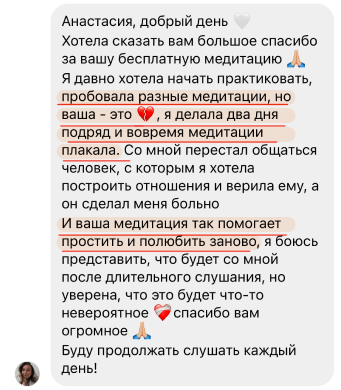 Анастасия, добрый день 🤍
Хотела сказать вам большое спасибо
за вашу бесплатную медитацию 🙏🏻
Я давно хотела начать практиковать,
пробовала разные медитации, но
ваша - это 💔, я делала два дня
подряд и вовремя медитации
плакала. Со мной перестал общаться
человек, с которым я хотела
построить отношения и верила ему, а
он сделал меня больно
И ваша медитация так помогает
простить и полюбить заново, я боюсь
представить, что будет со мной
после длительного слушания, но
уверена, что это будет что-то
невероятное ❤️‍🩹спасибо вам
огромное 🙏🏻
Буду продолжать слушать каждый
день!